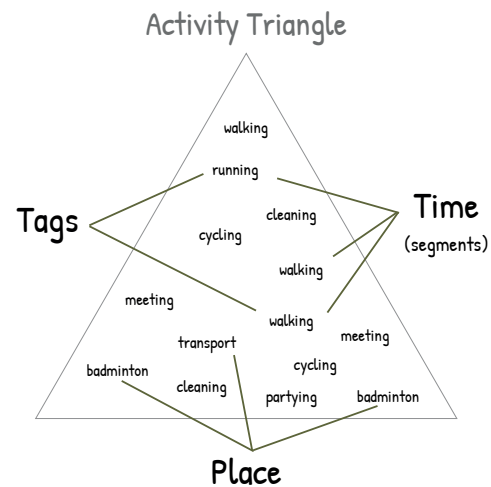 Activity Triangle
walking
running
Tags
Time
(segments)
cleaning
cycling
walking
meeting
walking
meeting
transport
cycling
badminton
cleaning
partying
badminton
Place